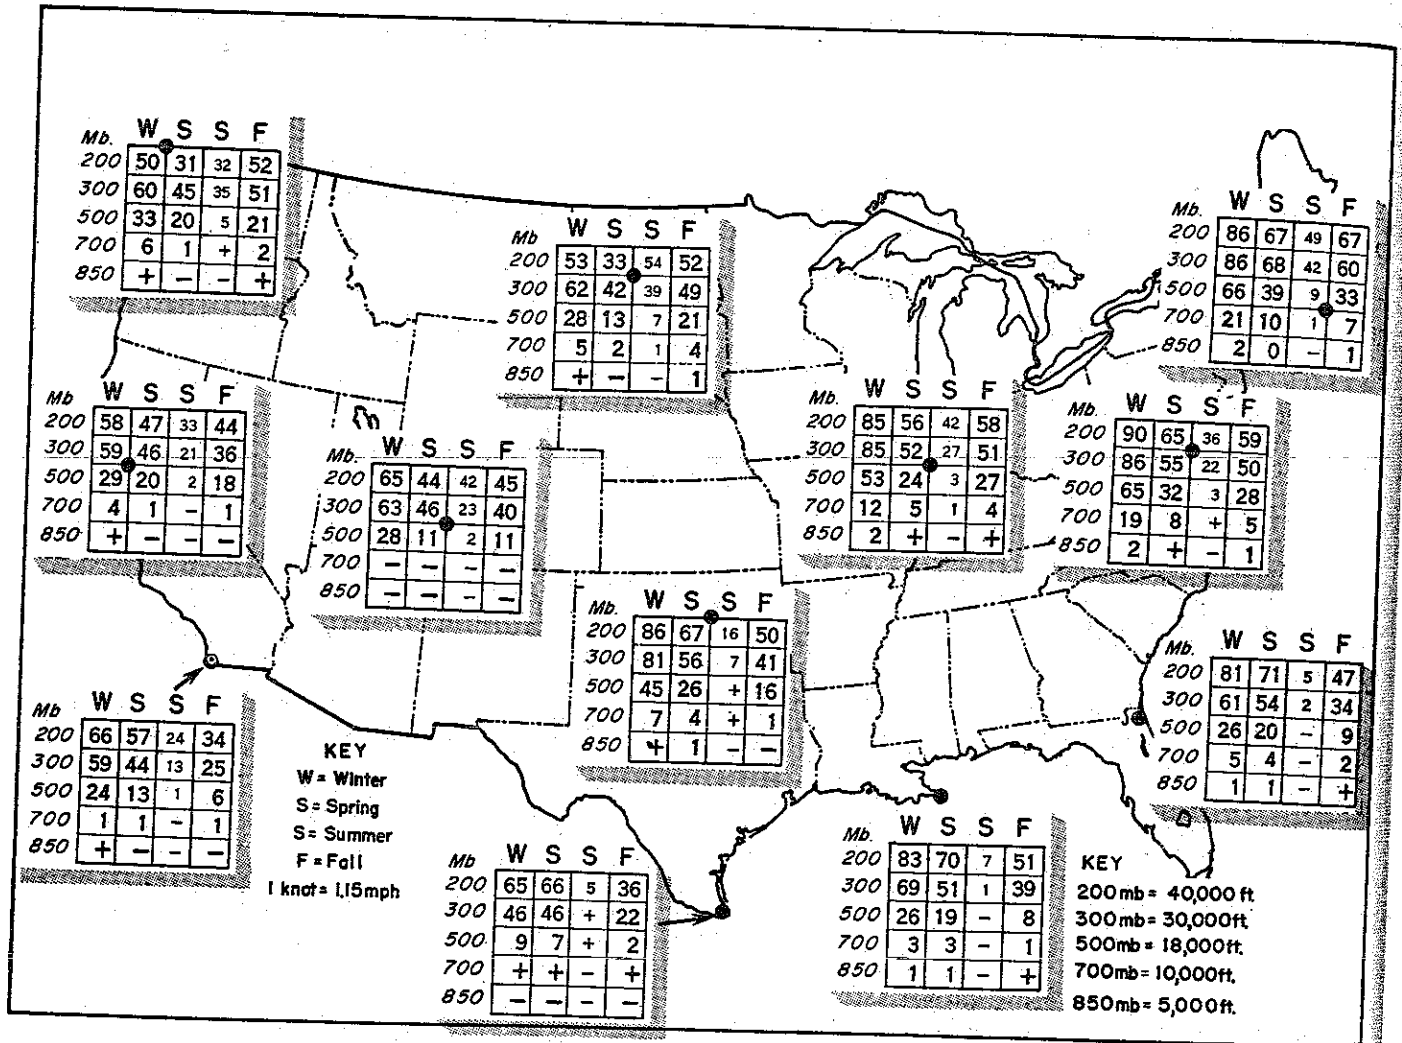 Mb. W S S F
200 50 31 32 52
300 60 45 35 51
500 33 20 5 21
700 6 1 + 2
850 + – – +
Mb W S S F
200 53 33 54 52
300 62 42 39 49
500 28 13 7 21
700 5 2 1 4
850 + – – 1
Mb. W S S F
200 86 67 49 67
300 86 68 42 60
500 66 39 9 33
700 21 10 1 7
850 2 0 – 1
Mb. W S S F
200 58 47 33 44
300 59 46 21 36
500 29 20 2 18
700 4 1 – 1
850 + – – –
Mb. W S S F
200 65 44 42 45
300 63 46 23 40
500 28 11 2 11
700 – – – –
850 – – – –
Mb. W S S F
200 85 56 42 58
300 85 52 27 51
500 53 24 3 27
700 12 5 1 4
850 2 + – +
Mb. W S S F
200 90 65 36 59
300 86 55 22 50
500 65 32 3 28
700 19 8 + 5
850 2 + – 1
Mb. W S S F
200 86 67 16 50
300 81 56 7 41
500 45 26 + 16
700 7 4 + 1
850 + 1 – –
Mb. W S S F
200 81 71 5 47
300 61 54 2 34
500 26 20 – 9
700 5 4 – 2
850 1 1 – +
Mb W S S F
200 66 57 24 34
300 59 44 13 25
500 24 13 1 6
700 1 1 – 1
850 + – – –
KEY
W = Winter
S = Spring
S = Summer
F = Fall
1 knot = 1.15mph
Mb W S S F
200 65 66 5 36
300 46 46 + 22
500 9 7 + 2
700 + + – +
850 – – – –
Mb. W S S F
200 83 70 7 51
300 69 51 1 39
500 26 19 – 8
700 3 3 – 1
850 1 1 – +
KEY
200mb = 40,000 ft
300mb = 30,000ft.
500mb = 18,000ft.
700mb = 10,000ft.
850mb = 5,000ft.